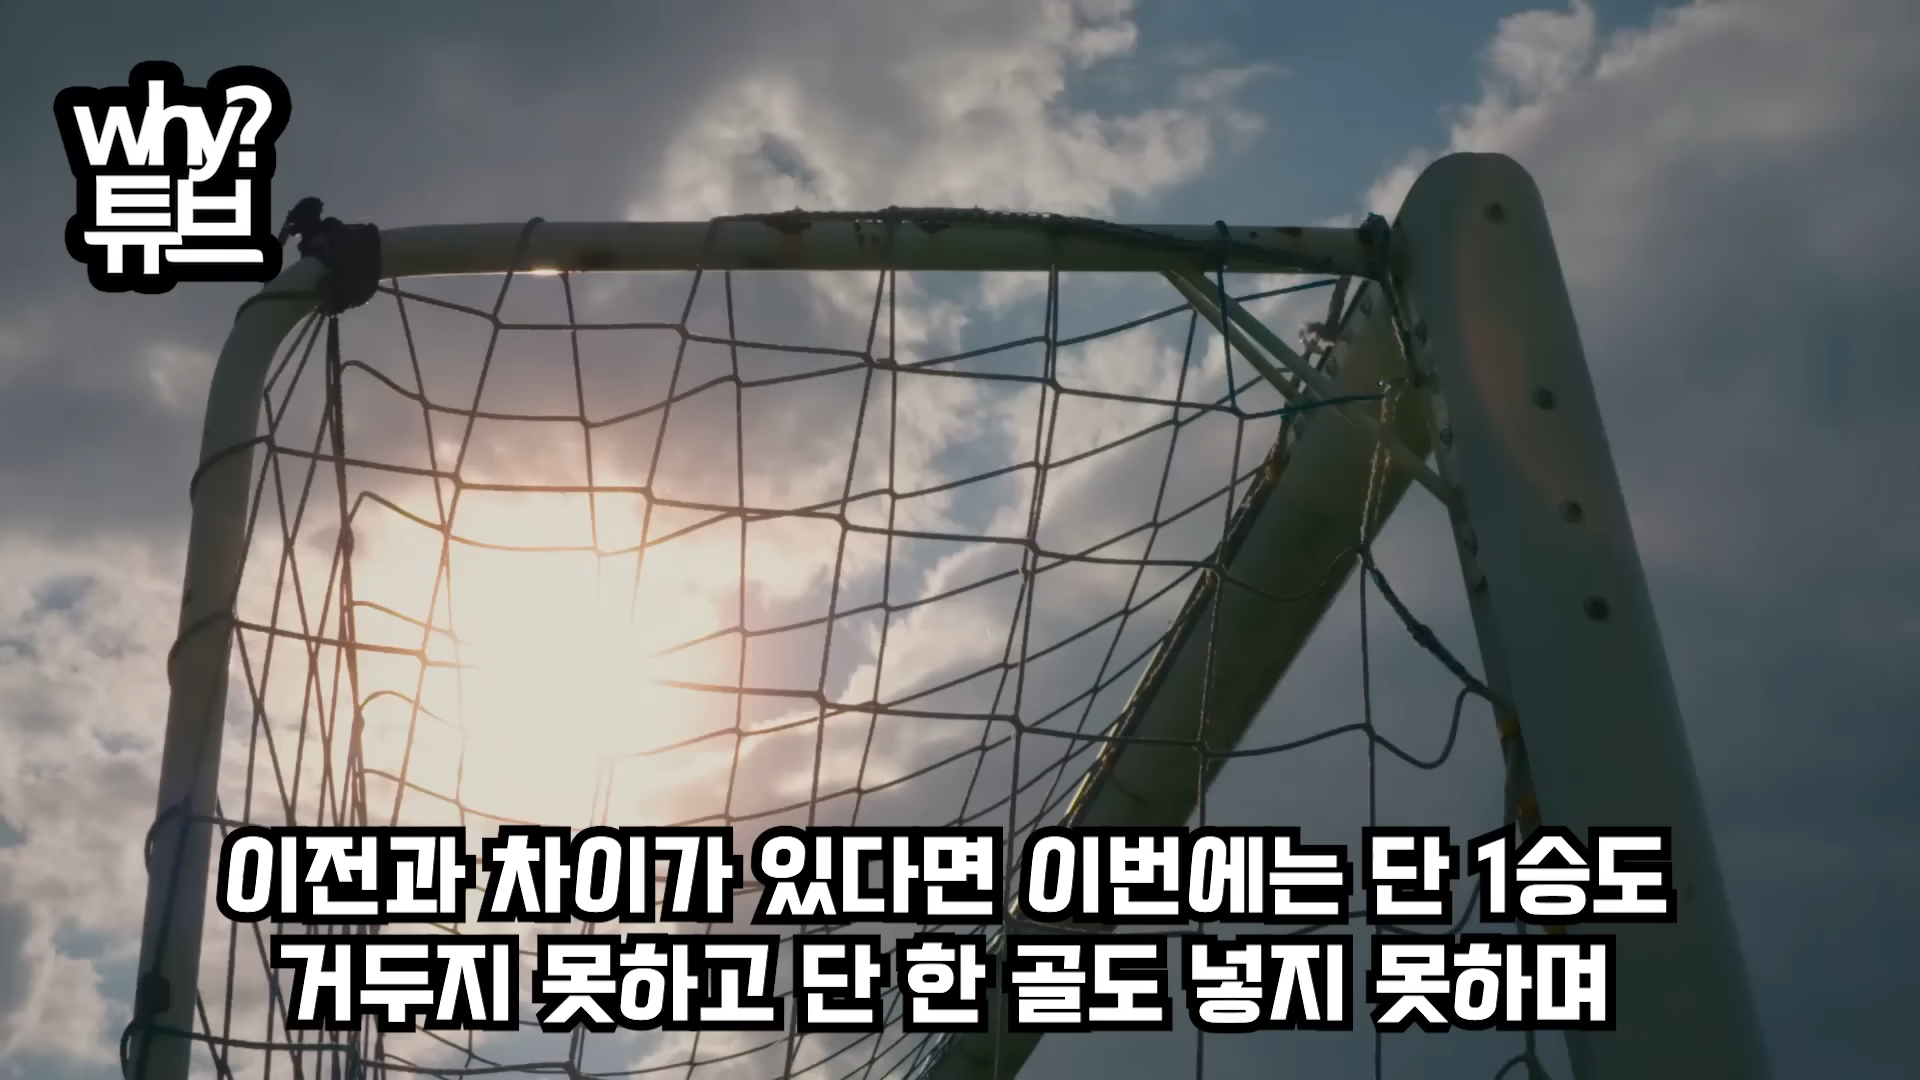 why?
튜브
이전과 차이가 있다면 이번에는 단 1승도
거두지 못하고 단 한 골도 넣지 못하며